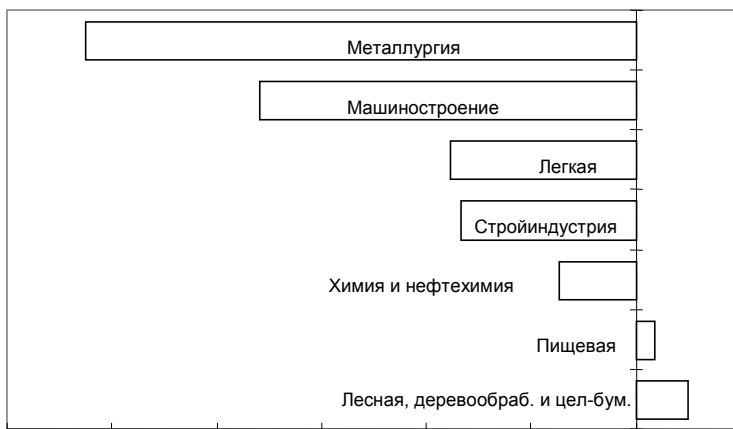 Металлургия
Машиностроение
Легкая
Стройиндустрия
Химия и нефтехимия
Пищевая
Лесная, деревообраб. и цел-бум.